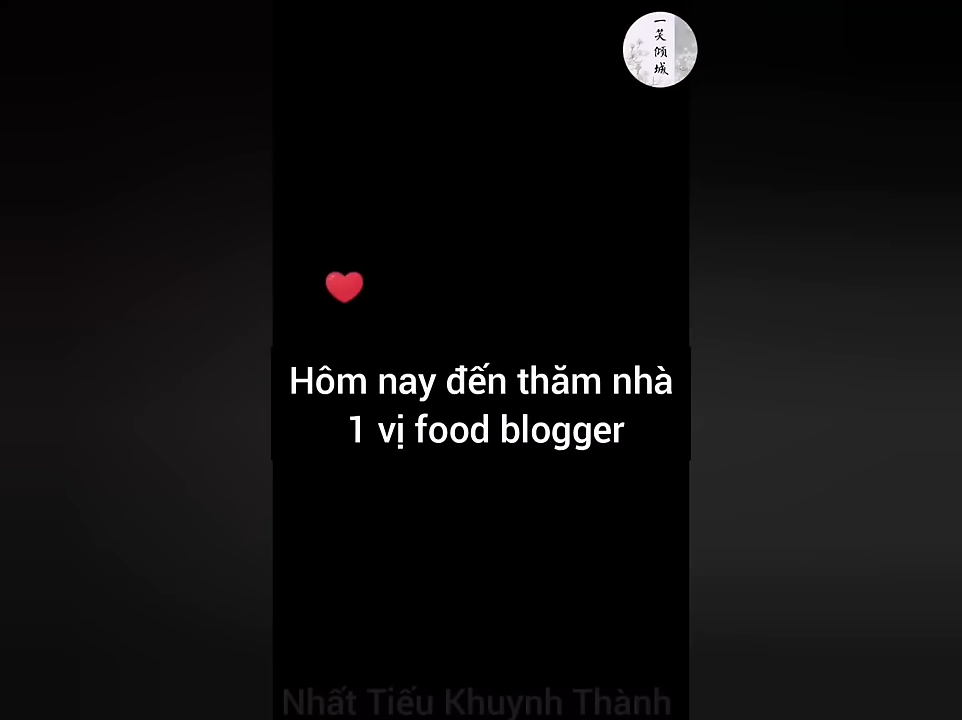 一笑倾城
Hôm nay đến thăm nhà
1 vị food blogger
Nhất Tiếu Khuynh Thành